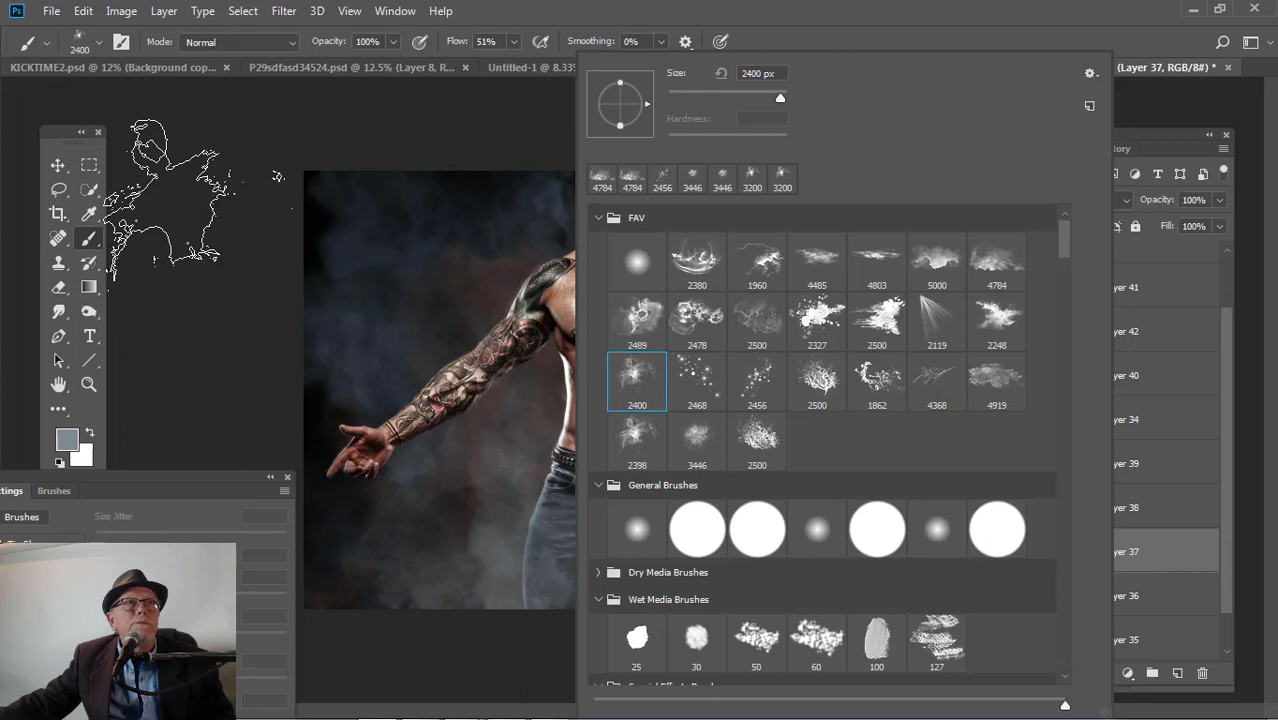 Ps File Edit Image Layer Type Select Filter 3D View Window Help
2400 Mode: Normal Opacity: 100% Flow: 51% Smoothing: 0%
KICKTIME2.psd @ 12% (Background cop... × P29sdfasd34524.psd @ 12.5% (Layer 8, R... × Untitled-1 @ 8.33% (Layer 37, RGB/8#) * ×
Size: 2400 px
Hardness:
4784 4784 2456 3446 3446 3200 3200
FAV
2380 1960 4485 4803 5000 4784
2489 2478 2500 2327 2500 2119 2248
2400 2468 2456 2500 1862 4368 4919
2398 3446 2500
General Brushes
Dry Media Brushes
Wet Media Brushes
25 30 50 60 100 127
tory
Opacity: 100%
Fill: 100%
yer 41
yer 42
yer 40
yer 34
yer 39
yer 38
yer 37
yer 36
yer 35
ttings Brushes
Brushes Size Jitter